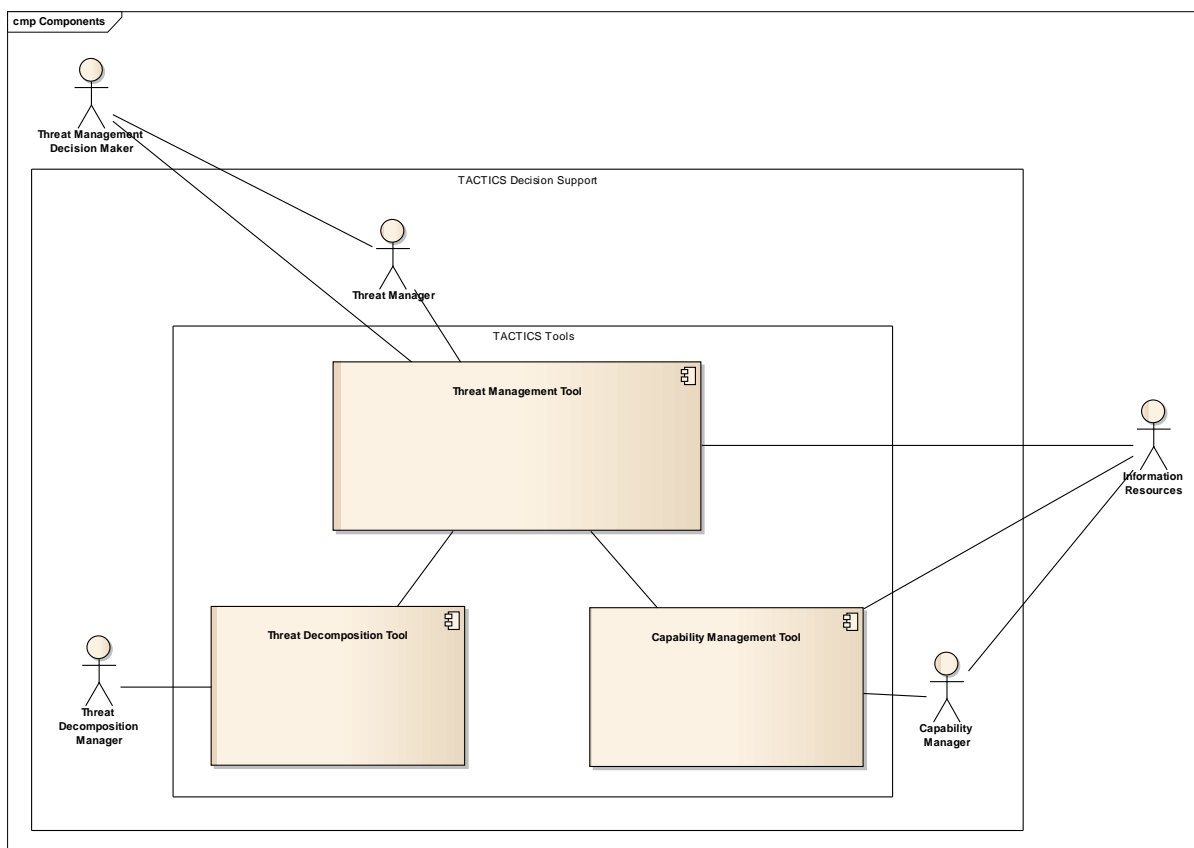 cmp Components
Threat Management
Decision Maker
TACTICS Decision Support
Threat Manager
TACTICS Tools
Threat Management Tool
Information
Resources
Threat Decomposition Tool
Capability Management Tool
Threat
Decomposition
Manager
Capability
Manager